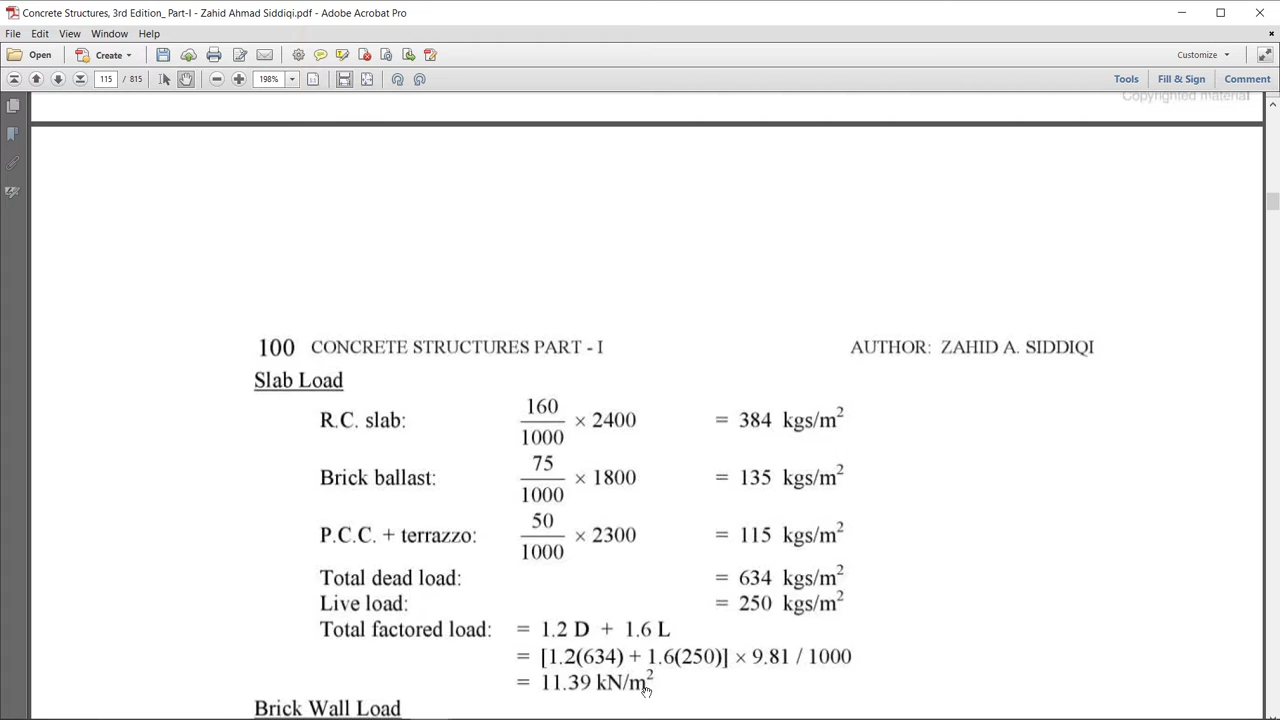 Concrete Structures, 3rd Edition_ Part-I - Zahid Ahmad Siddiqi.pdf - Adobe Acrobat Pro
File Edit View Window Help
Open Create Customize
115 / 815 198% Tools Fill & Sign Comment
Copyrighted material
100 CONCRETE STRUCTURES PART - I AUTHOR: ZAHID A. SIDDIQI
Slab Load
R.C. slab: 160/1000 × 2400 = 384 kgs/m²
Brick ballast: 75/1000 × 1800 = 135 kgs/m²
P.C.C. + terrazzo: 50/1000 × 2300 = 115 kgs/m²
Total dead load: = 634 kgs/m²
Live load: = 250 kgs/m²
Total factored load: = 1.2 D + 1.6 L
= [1.2(634) + 1.6(250)] × 9.81 / 1000
= 11.39 kN/m²
Brick Wall Load